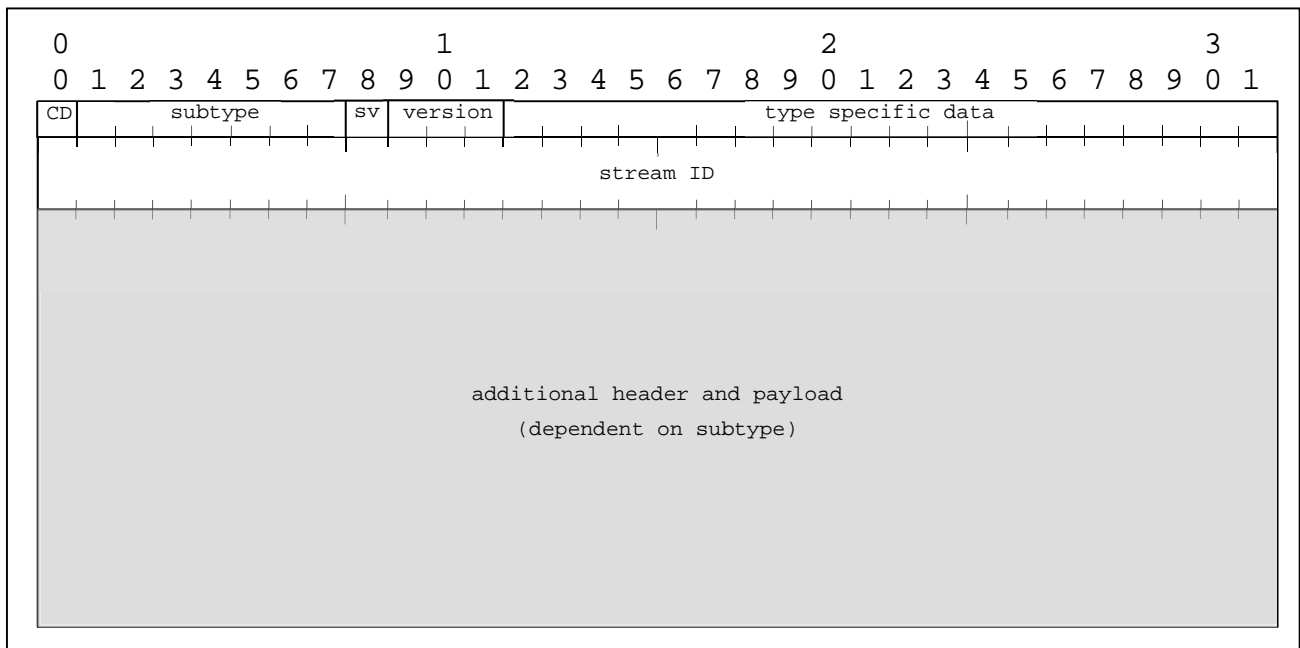 0 1 2 3
0 1 2 3 4 5 6 7 8 9 0 1 2 3 4 5 6 7 8 9 0 1 2 3 4 5 6 7 8 9 0 1
CD subtype sv version type specific data
stream ID
additional header and payload
(dependent on subtype)